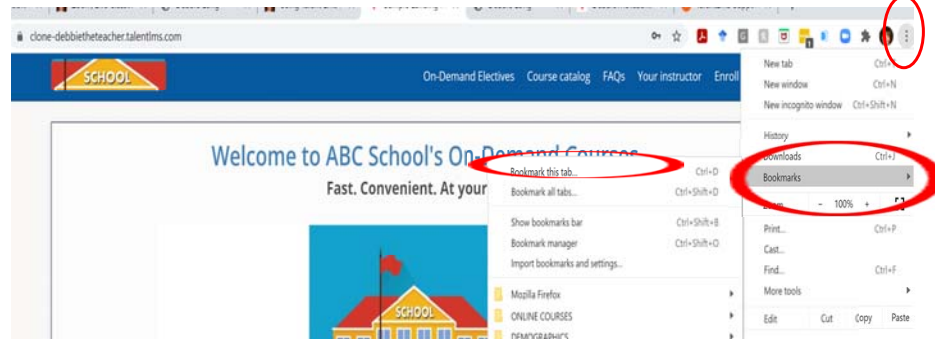 clone-debbietheteacher.talentlms.com
SCHOOL
On-Demand Electives Course catalog FAQs Your instructor Enroll
Welcome to ABC School's On-Demand Courses
Fast. Convenient. At your
SCHOOL
New tab
New window Ctrl+N
New incognito window Ctrl+Shift+N
History
Downloads Ctrl+J
Bookmarks
Zoom - 100% +
Print... Ctrl+P
Cast...
Find... Ctrl+F
More tools
Edit Cut Copy Paste
Bookmark this tab... Ctrl+D
Bookmark all tabs... Ctrl+Shift+D
Show bookmarks bar Ctrl+Shift+B
Bookmark manager Ctrl+Shift+O
Import bookmarks and settings...
Mozilla Firefox
ONLINE COURSES
DEMOGRAPHICS